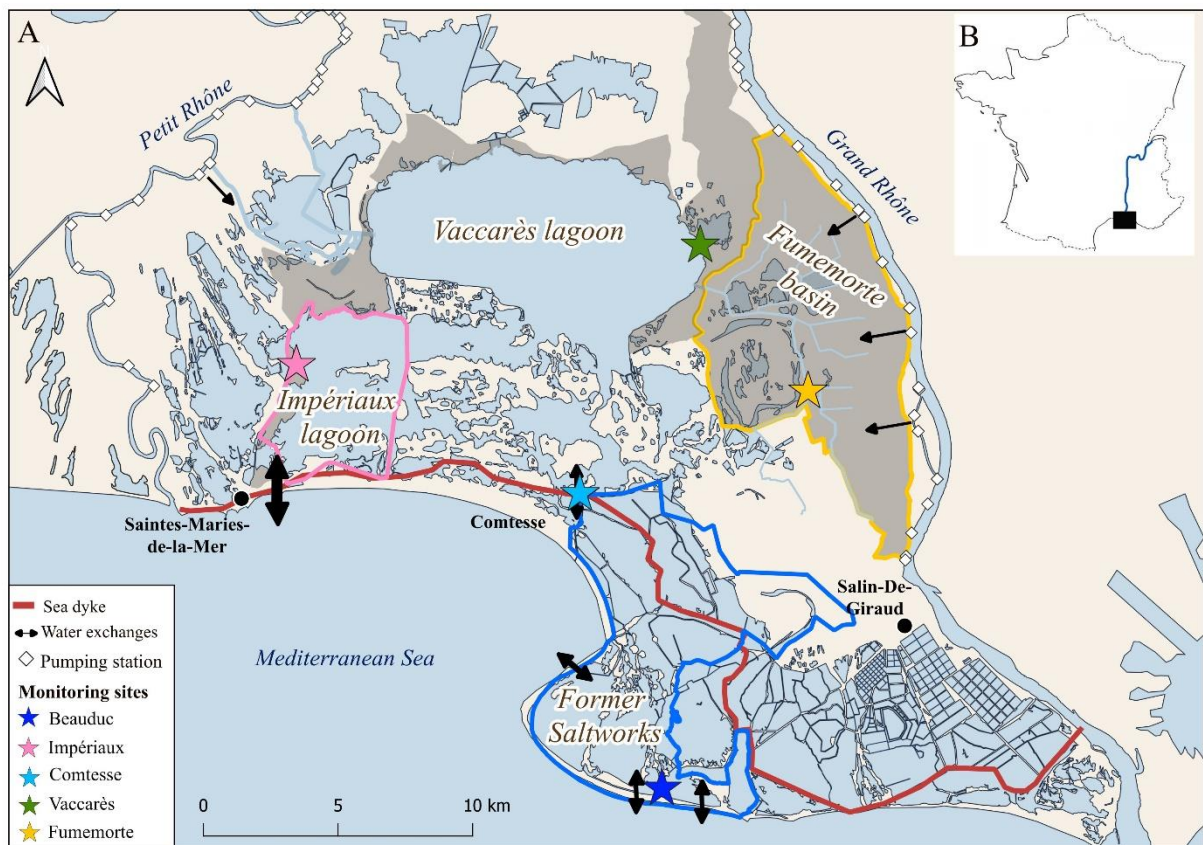 A
B
N
Petit Rhône
Grand Rhône
Vaccarès lagoon
Fumemorte
basin
Impériaux
lagoon
Saintes-Maries-
de-la-Mer
Comtesse
Salin-De-
Giraud
Mediterranean Sea
Former
Saltworks
Sea dyke
Water exchanges
Pumping station
Monitoring sites
Beauduc
Impériaux
Comtesse
Vaccarès
Fumemorte
0 5 10 km